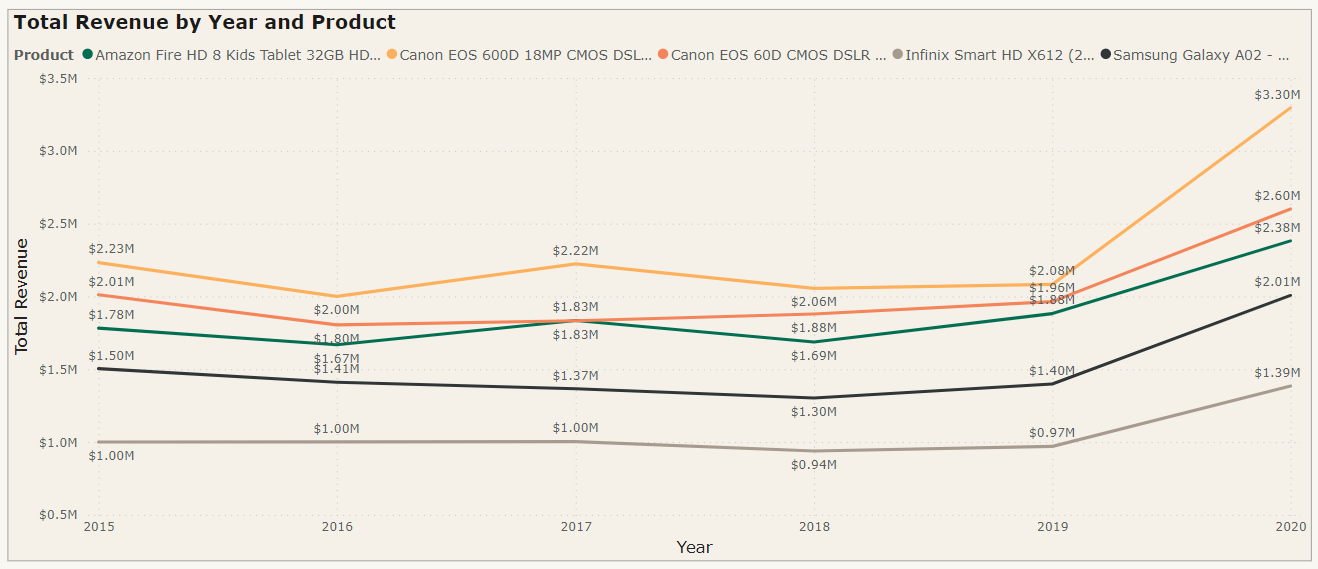 Total Revenue by Year and Product
Product Amazon Fire HD 8 Kids Tablet 32GB HD... Canon EOS 600D 18MP CMOS DSL... Canon EOS 60D CMOS DSLR ... Infinix Smart HD X612 (2... Samsung Galaxy A02 - ...
$3.5M
$3.30M
$3.0M
$2.60M
$2.5M
$2.38M
$2.23M
$2.22M
$2.08M
$2.01M
$1.96M
$2.01M
$2.0M
$1.88M
$2.00M
$1.83M
$2.06M
$1.78M
$1.80M
$1.83M
$1.88M
$1.50M
$1.67M
$1.69M
$1.5M
$1.41M
$1.37M
$1.40M
$1.39M
$1.30M
$1.00M
$1.00M
$0.97M
$1.0M
$1.00M
$0.94M
$0.5M
Total Revenue
2015 2016 2017 2018 2019 2020
Year